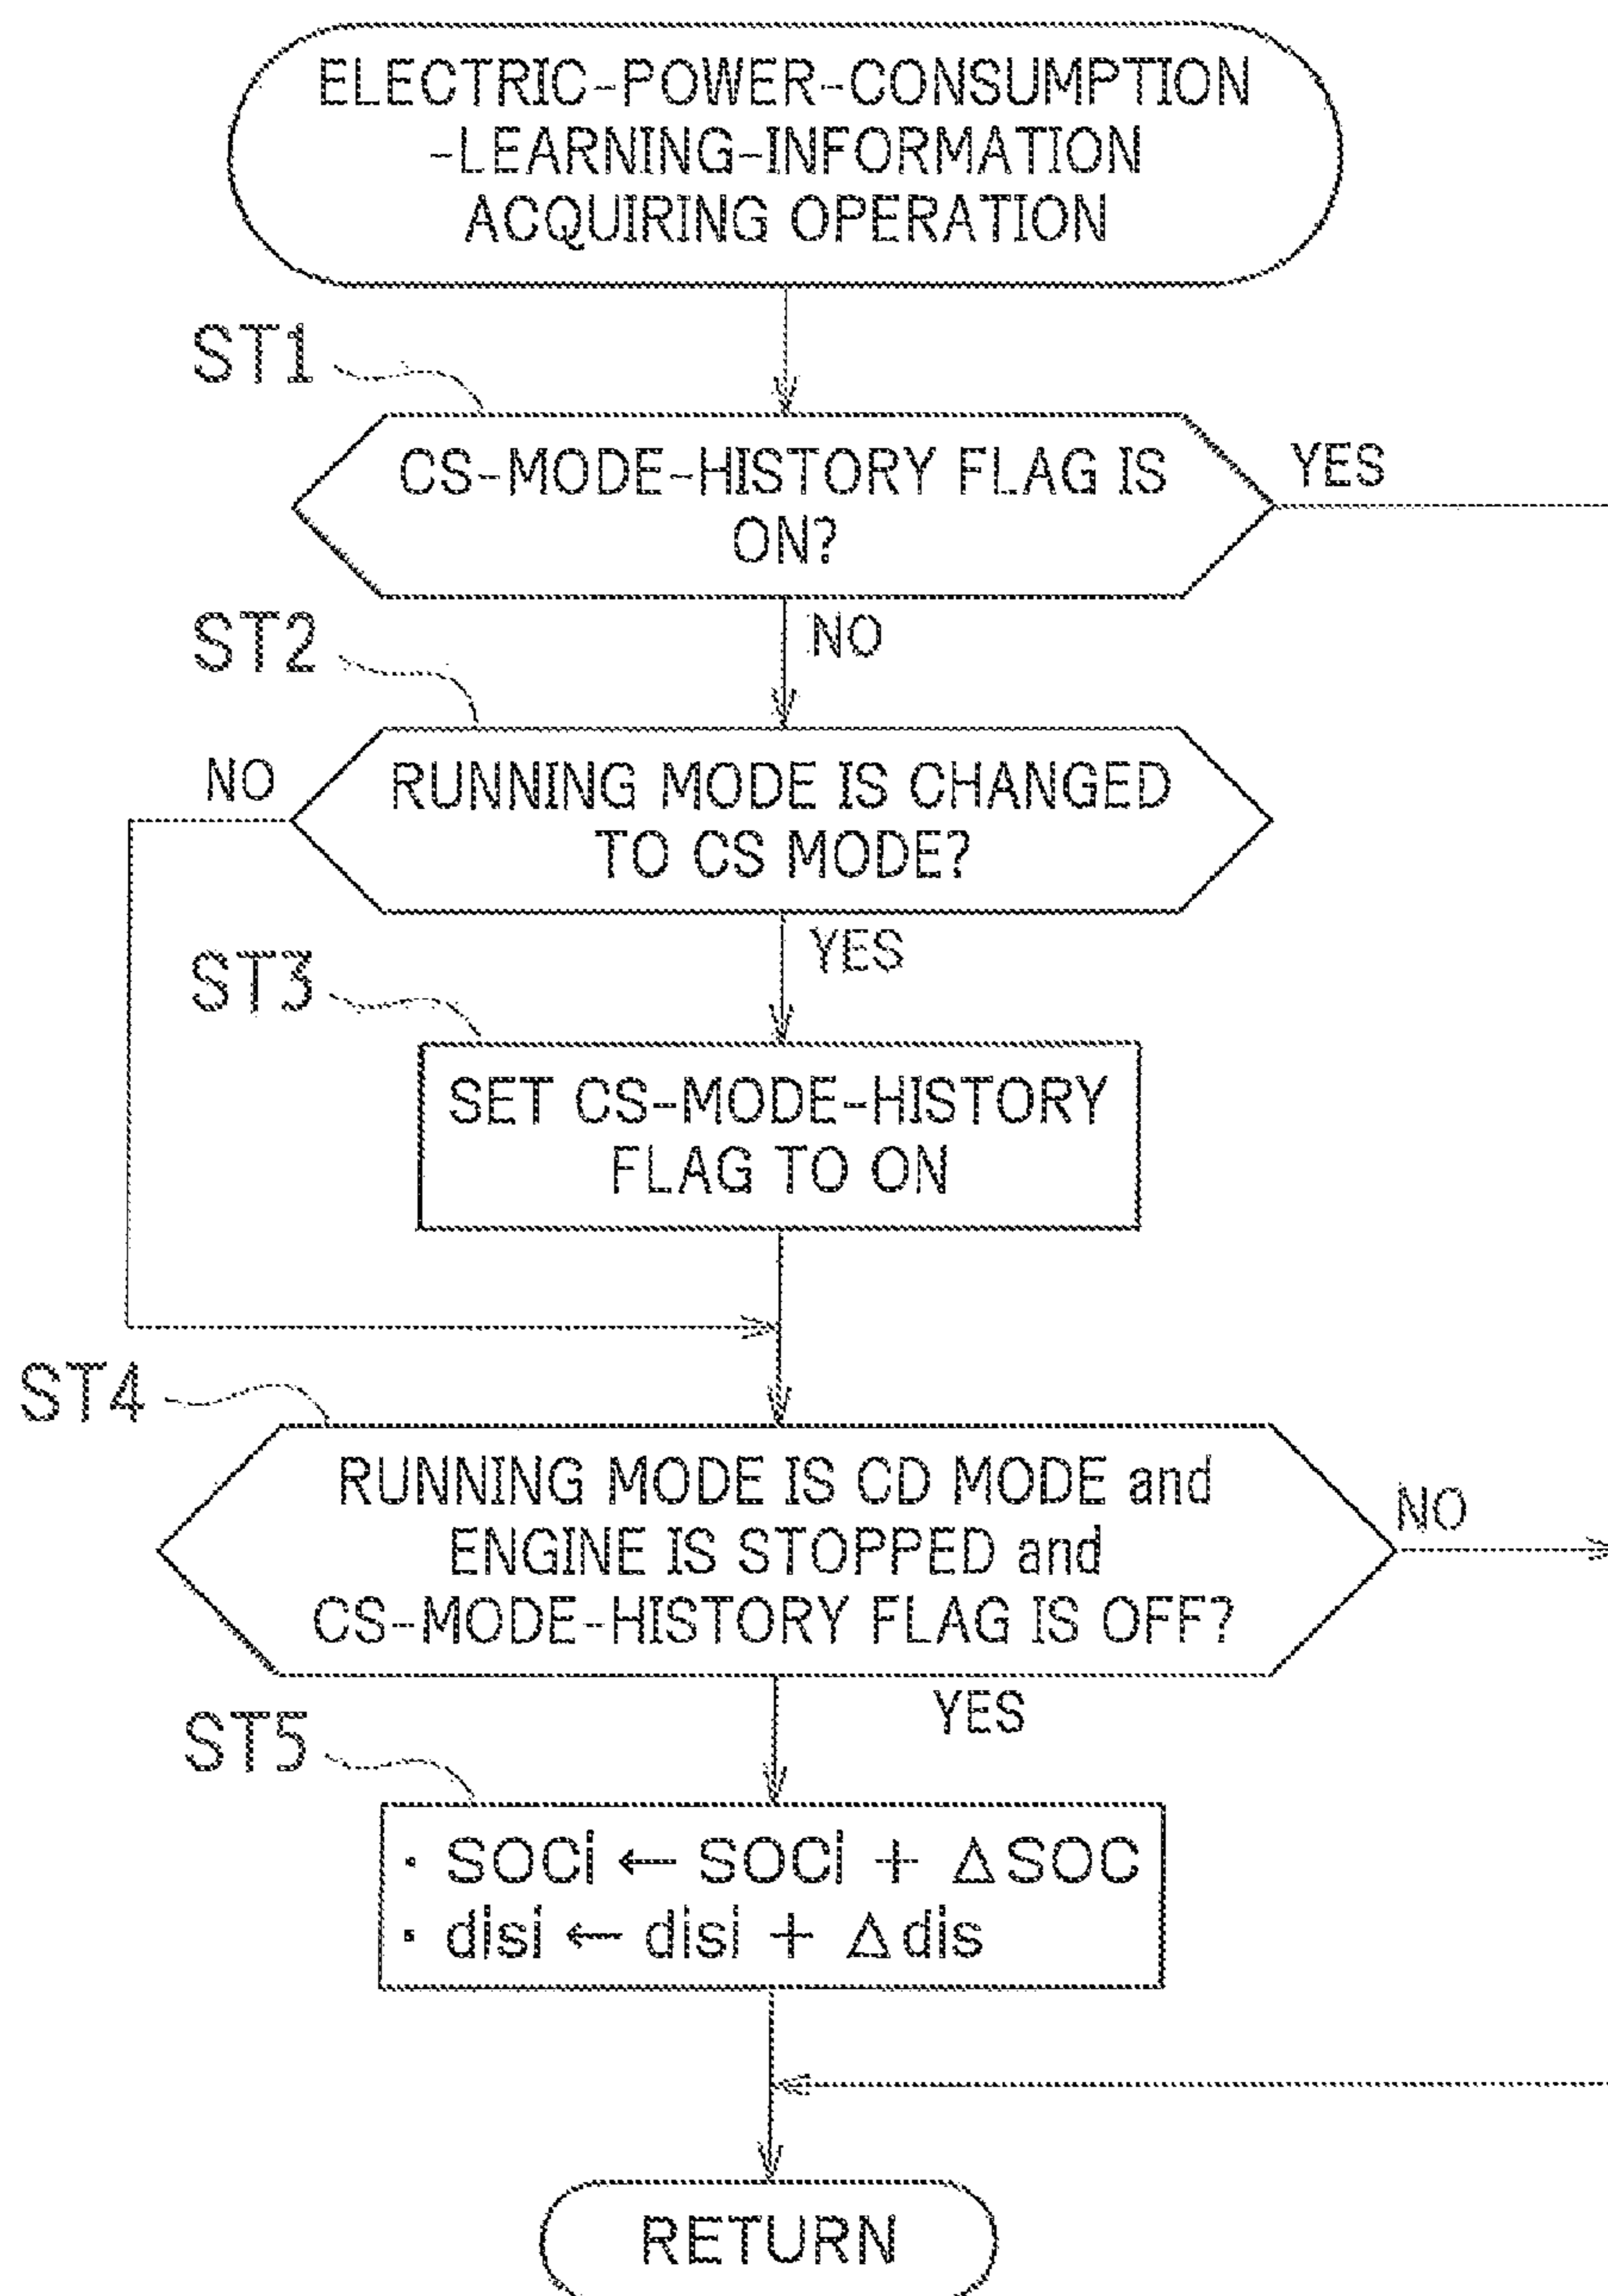 ELECTRIC-POWER-CONSUMPTION
-LEARNING-INFORMATION
ACQUIRING OPERATION
ST1
CS-MODE-HISTORY FLAG IS
ON?
YES
NO
ST2
RUNNING MODE IS CHANGED
TO CS MODE?
NO
YES
ST3
SET CS-MODE-HISTORY
FLAG TO ON
ST4
RUNNING MODE IS CD MODE and
ENGINE IS STOPPED and
CS-MODE-HISTORY FLAG IS OFF?
NO
YES
ST5
· SOCi ← SOCi + ΔSOC
· disi ← disi + Δdis
RETURN